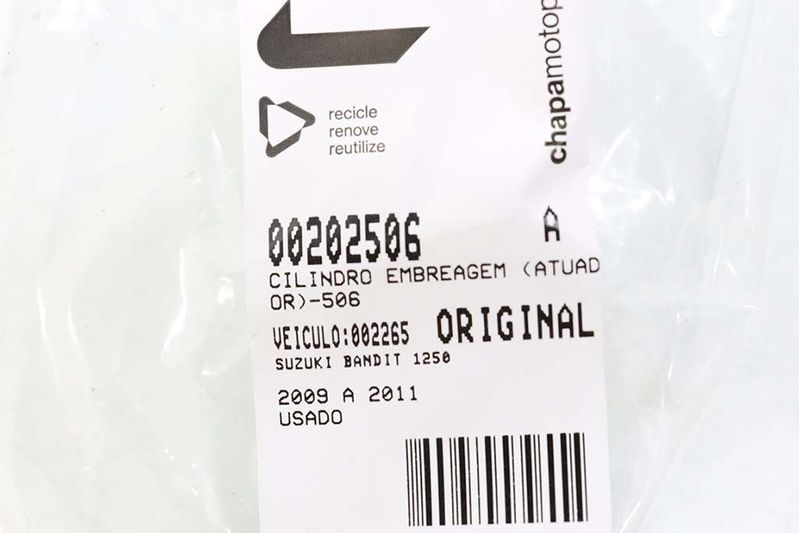 recicle
renove
reutilize
chapamotop
00202506
CILINDRO EMBREAGEM (ATUAD
OR)-506
VEICULO:002265 ORIGINAL
SUZUKI BANDIT 1250
2009 A 2011
USADO